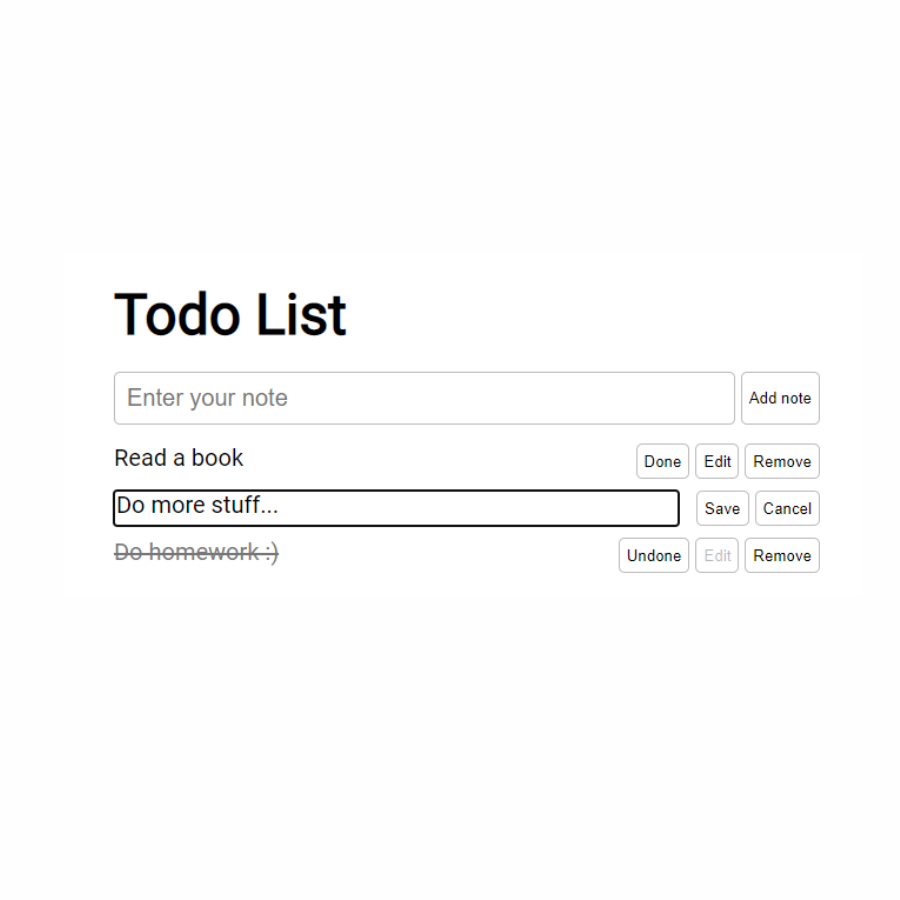 Todo List
Enter your note Add note
Read a book Done Edit Remove
Do more stuff... Save Cancel
Do homework :) Undone Edit Remove